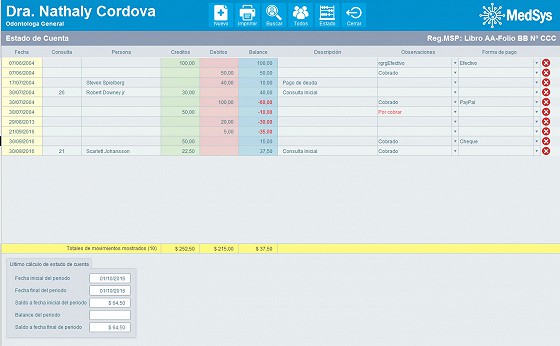 Dra. Nathaly Cordova
Odontologa General
Nuevo Imprimir Buscar Todos Estado Cerrar
MedSys
Estado de Cuenta Reg.MSP: Libro AA-Folio BB Nº CCC
Fecha Consulta Persona Creditos Debitos Balance Descripción Observaciones Forma de pago
07/06/2004 100,00 100,00 rgrgEfectivo Efectivo
07/06/2004 50,00 50,00 Cobrado
17/07/2004 Steven Spielberg 40,00 10,00 Pago de deuda
30/07/2004 20 Robert Downey jr 30,00 40,00 Consulta Inicial
30/07/2004 100,00 -60,00 Cobrado PayPal
30/07/2004 50,00 -10,00 Por cobrar
29/08/2013 20,00 -30,00
21/09/2016 5,00 -35,00
30/09/2016 50,00 15,00 Cobrado Cheque
30/09/2016 21 Scarlett Johansson 22,50 37,50 Consulta Inicial Cobrado
Totales de movimientos mostrados (10) $ 252,50 $ 215,00 $ 37,50
Ultimo cálculo de estado de cuenta
Fecha inicial del periodo 01/10/2016
Fecha final del periodo 01/10/2016
Saldo a fecha inicial del periodo $ 64,50
Balance del periodo
Saldo a fecha final de periodo $ 64,50